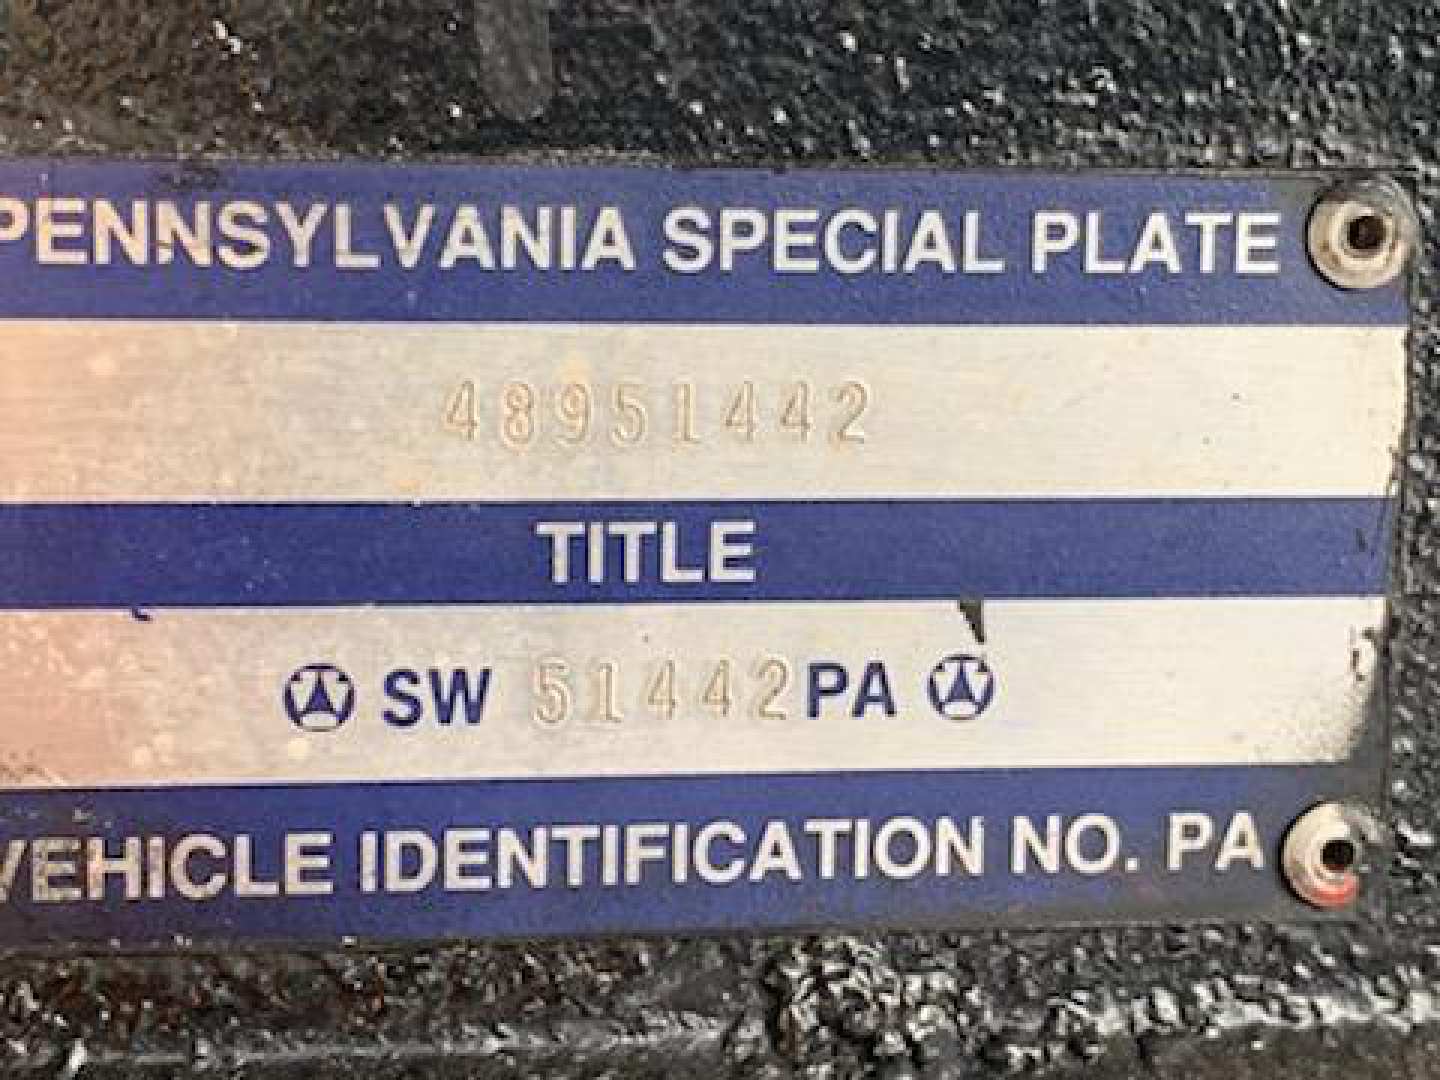 PENNSYLVANIA SPECIAL PLATE
48951442
TITLE
SW 51442 PA
VEHICLE IDENTIFICATION NO. PA